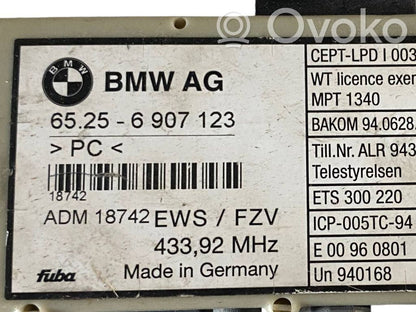 Ovoko
BMW
BMW AG
65.25 - 6 907 123
> PC <
18742
ADM 18742 EWS / FZV
433,92 MHz
fuba Made in Germany
CEPT-LPD I 003
WT licence exer
MPT 1340
BAKOM 94.0628.
Till.Nr. ALR 943
Telestyrelsen
ETS 300 220
ICP-005TC-94
E 00 96 0801
Un 940168